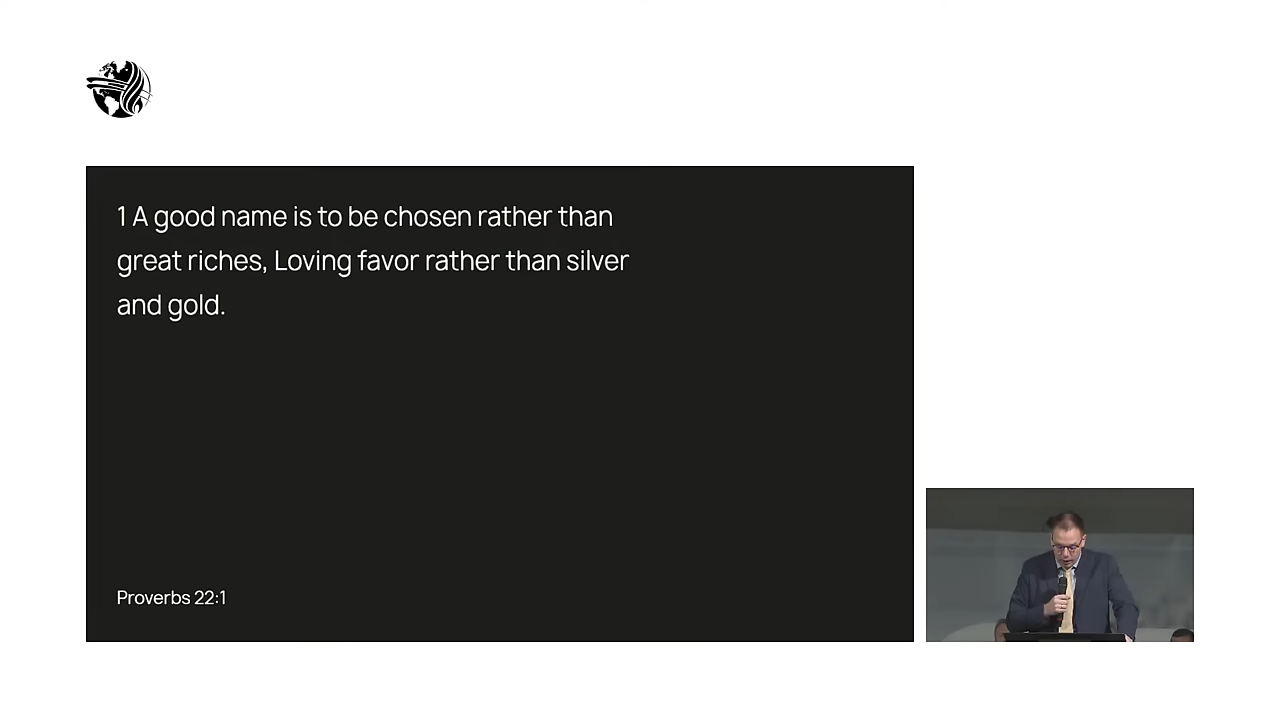 1 A good name is to be chosen rather than
great riches, Loving favor rather than silver
and gold.
Proverbs 22:1